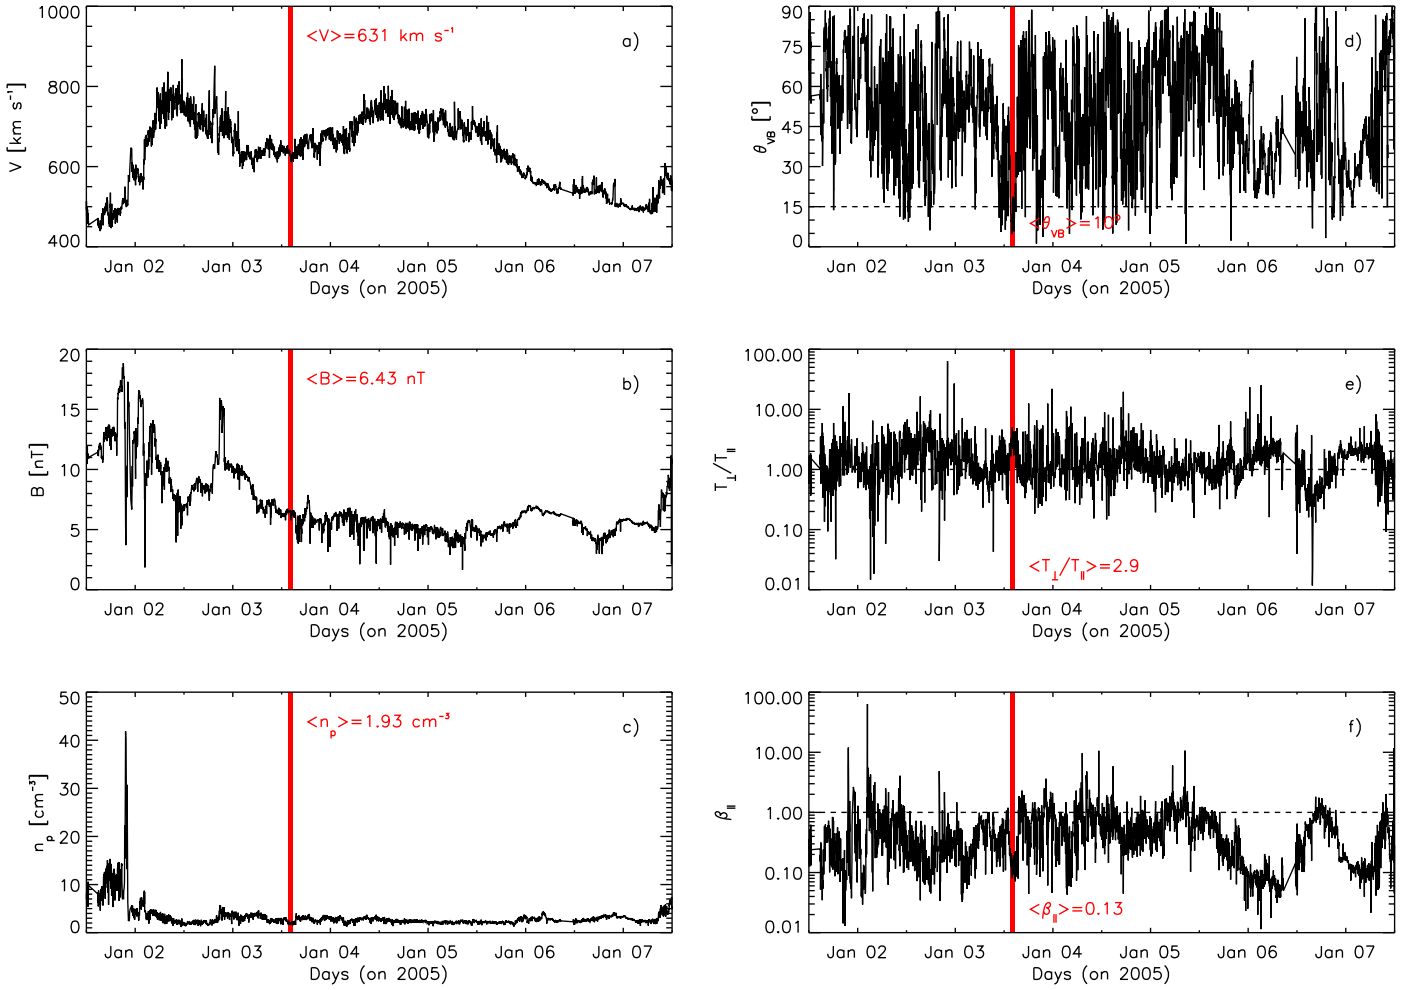 1000
800
600
400
V [km s⁻¹]
<V>=631 km s⁻¹
a)
Jan 02 Jan 03 Jan 04 Jan 05 Jan 06 Jan 07
Days (on 2005)
90
75
60
45
30
15
0
θ_VB [°]
d)
<θ_VB>=10°
Jan 02 Jan 03 Jan 04 Jan 05 Jan 06 Jan 07
Days (on 2005)
20
15
10
5
0
B [nT]
<B>=6.43 nT
b)
Jan 02 Jan 03 Jan 04 Jan 05 Jan 06 Jan 07
Days (on 2005)
100.00
10.00
1.00
0.10
0.01
T⊥/T∥
e)
<T⊥/T∥>=2.9
Jan 02 Jan 03 Jan 04 Jan 05 Jan 06 Jan 07
Days (on 2005)
50
40
30
20
10
0
n_p [cm⁻³]
<n_p>=1.93 cm⁻³
c)
Jan 02 Jan 03 Jan 04 Jan 05 Jan 06 Jan 07
Days (on 2005)
100.00
10.00
1.00
0.10
0.01
β∥
f)
<β∥>=0.13
Jan 02 Jan 03 Jan 04 Jan 05 Jan 06 Jan 07
Days (on 2005)